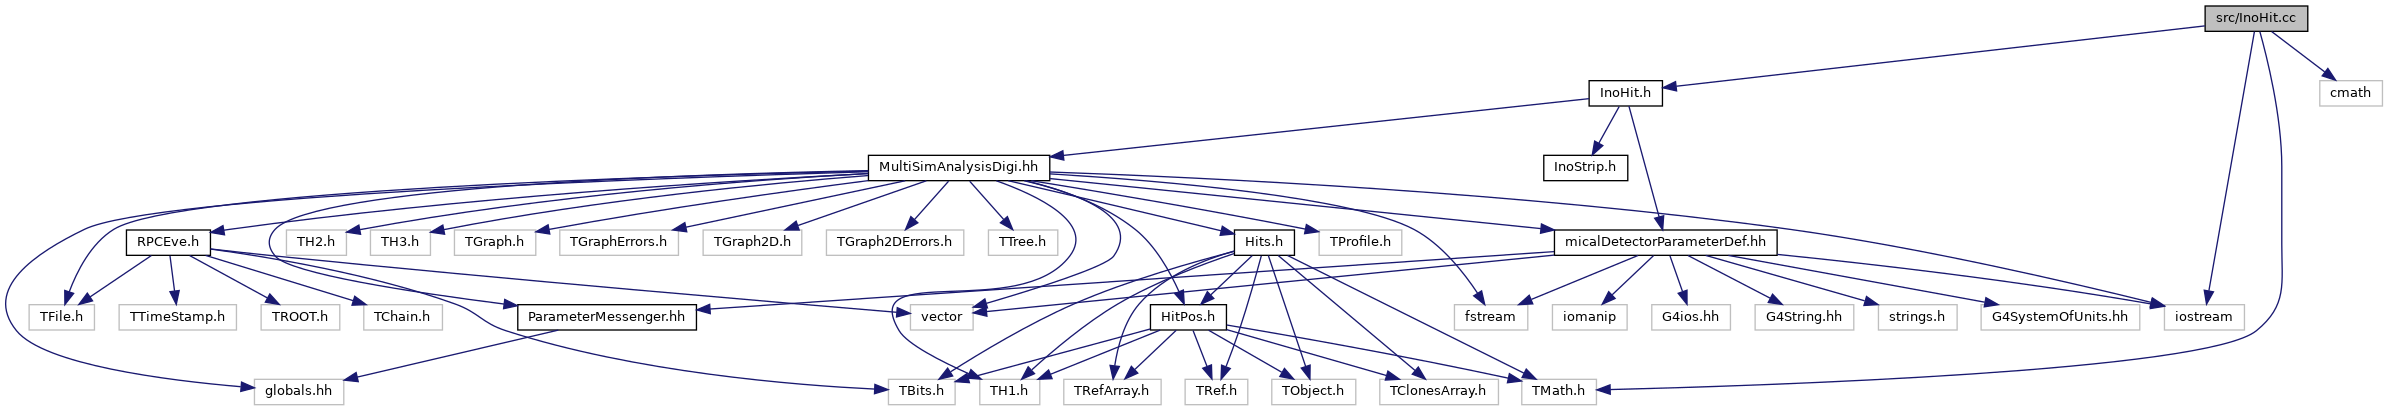 src/InoHit.cc
InoHit.h
cmath
MultiSimAnalysisDigi.hh
InoStrip.h
RPCEve.h
TH2.h
TH3.h
TGraph.h
TGraphErrors.h
TGraph2D.h
TGraph2DErrors.h
TTree.h
Hits.h
TProfile.h
micalDetectorParameterDef.hh
TFile.h
TTimeStamp.h
TROOT.h
TChain.h
ParameterMessenger.hh
vector
HitPos.h
fstream
iomanip
G4ios.hh
G4String.hh
strings.h
G4SystemOfUnits.hh
iostream
globals.hh
TBits.h
TH1.h
TRefArray.h
TRef.h
TObject.h
TClonesArray.h
TMath.h